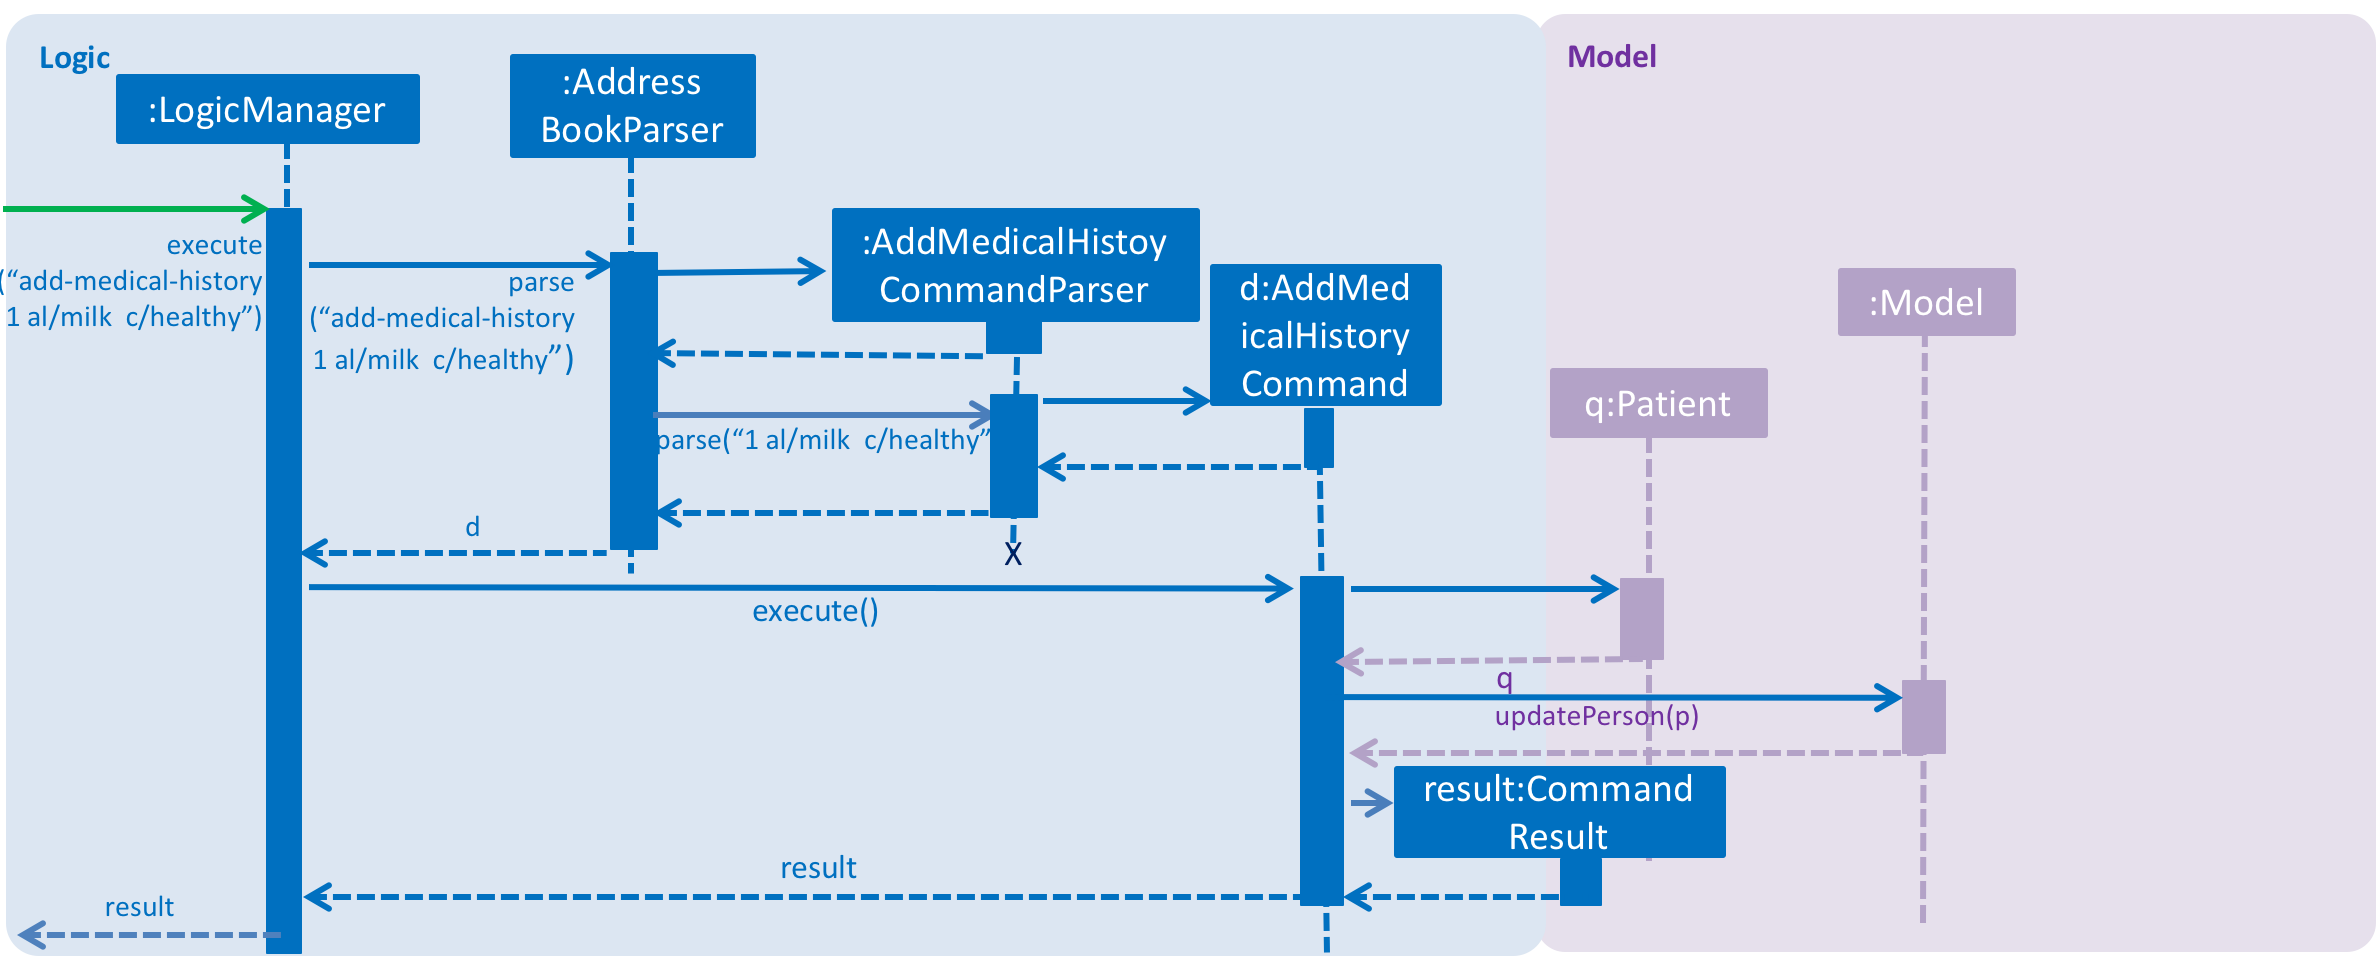 Logic
Model
:LogicManager
:Address
BookParser
:AddMedicalHistoy
CommandParser
d:AddMed
icalHistory
Command
:Model
q:Patient
execute
(“add-medical-history
1 al/milk  c/healthy”)
parse
(“add-medical-history
1 al/milk  c/healthy”)
parse(“1 al/milk  c/healthy”
d
X
execute()
q
updatePerson(p)
result:Command
Result
result
result